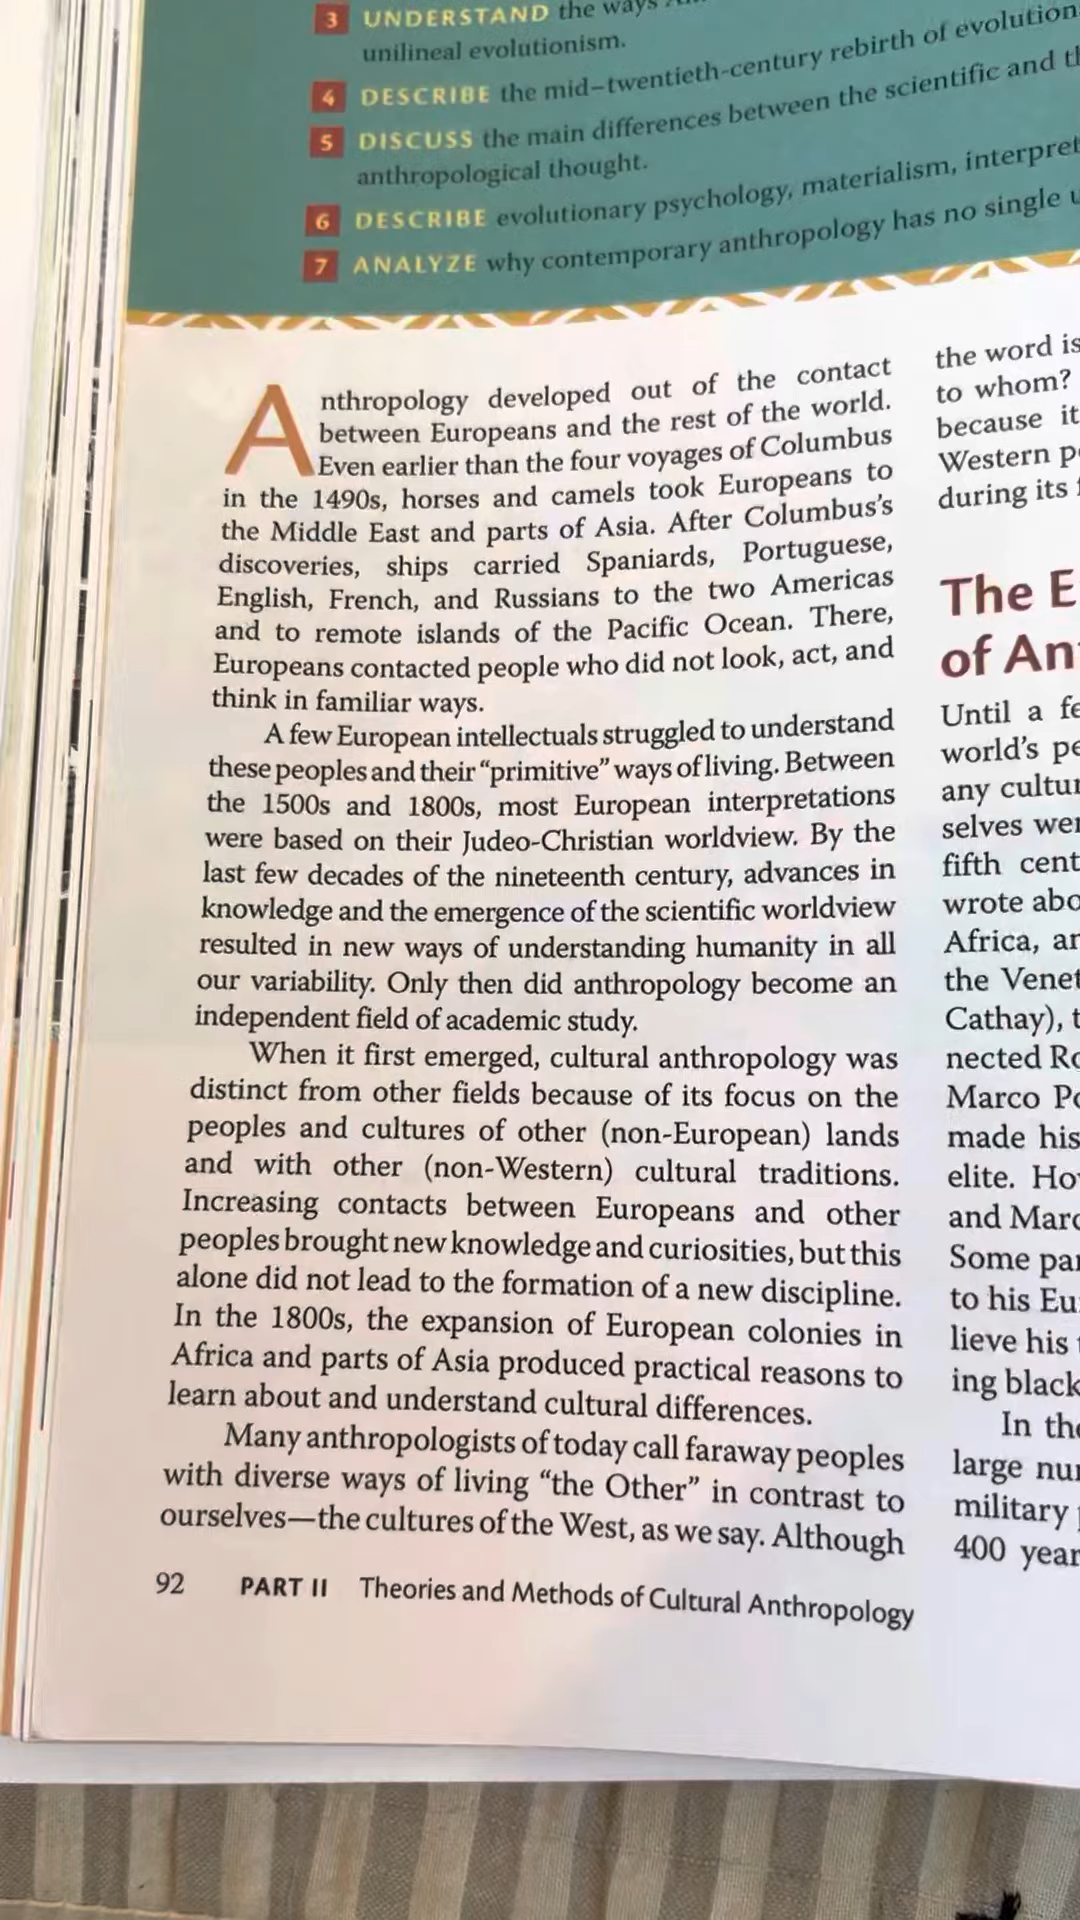 3 UNDERSTAND the ways
unilineal evolutionism.
4 DESCRIBE the mid-twentieth-century rebirth of evolution
5 DISCUSS the main differences between the scientific and
anthropological thought.
6 DESCRIBE evolutionary psychology, materialism, interpret
7 ANALYZE why contemporary anthropology has no single
Anthropology developed out of the contact
between Europeans and the rest of the world.
Even earlier than the four voyages of Columbus
in the 1490s, horses and camels took Europeans to
the Middle East and parts of Asia. After Columbus's
discoveries, ships carried Spaniards, Portuguese,
English, French, and Russians to the two Americas
and to remote islands of the Pacific Ocean. There,
Europeans contacted people who did not look, act, and
think in familiar ways.
A few European intellectuals struggled to understand
these peoples and their “primitive” ways of living. Between
the 1500s and 1800s, most European interpretations
were based on their Judeo-Christian worldview. By the
last few decades of the nineteenth century, advances in
knowledge and the emergence of the scientific worldview
resulted in new ways of understanding humanity in all
our variability. Only then did anthropology become an
independent field of academic study.
When it first emerged, cultural anthropology was
distinct from other fields because of its focus on the
peoples and cultures of other (non-European) lands
and with other (non-Western) cultural traditions.
Increasing contacts between Europeans and other
peoples brought new knowledge and curiosities, but this
alone did not lead to the formation of a new discipline.
In the 1800s, the expansion of European colonies in
Africa and parts of Asia produced practical reasons to
learn about and understand cultural differences.
Many anthropologists of today call faraway peoples
with diverse ways of living “the Other” in contrast to
ourselves—the cultures of the West, as we say. Although
the word is
to whom?
because it
Western
during its
The E
of An
Until a fe
world's pe
any cultur
selves wer
fifth cent
wrote abo
Africa, an
the Venet
Cathay), t
nected Ro
Marco Po
made his
elite. Ho
and Marc
Some par
to his Eu
lieve his
ing black
In the
large nu
military
400 year
92 PART II Theories and Methods of Cultural Anthropology